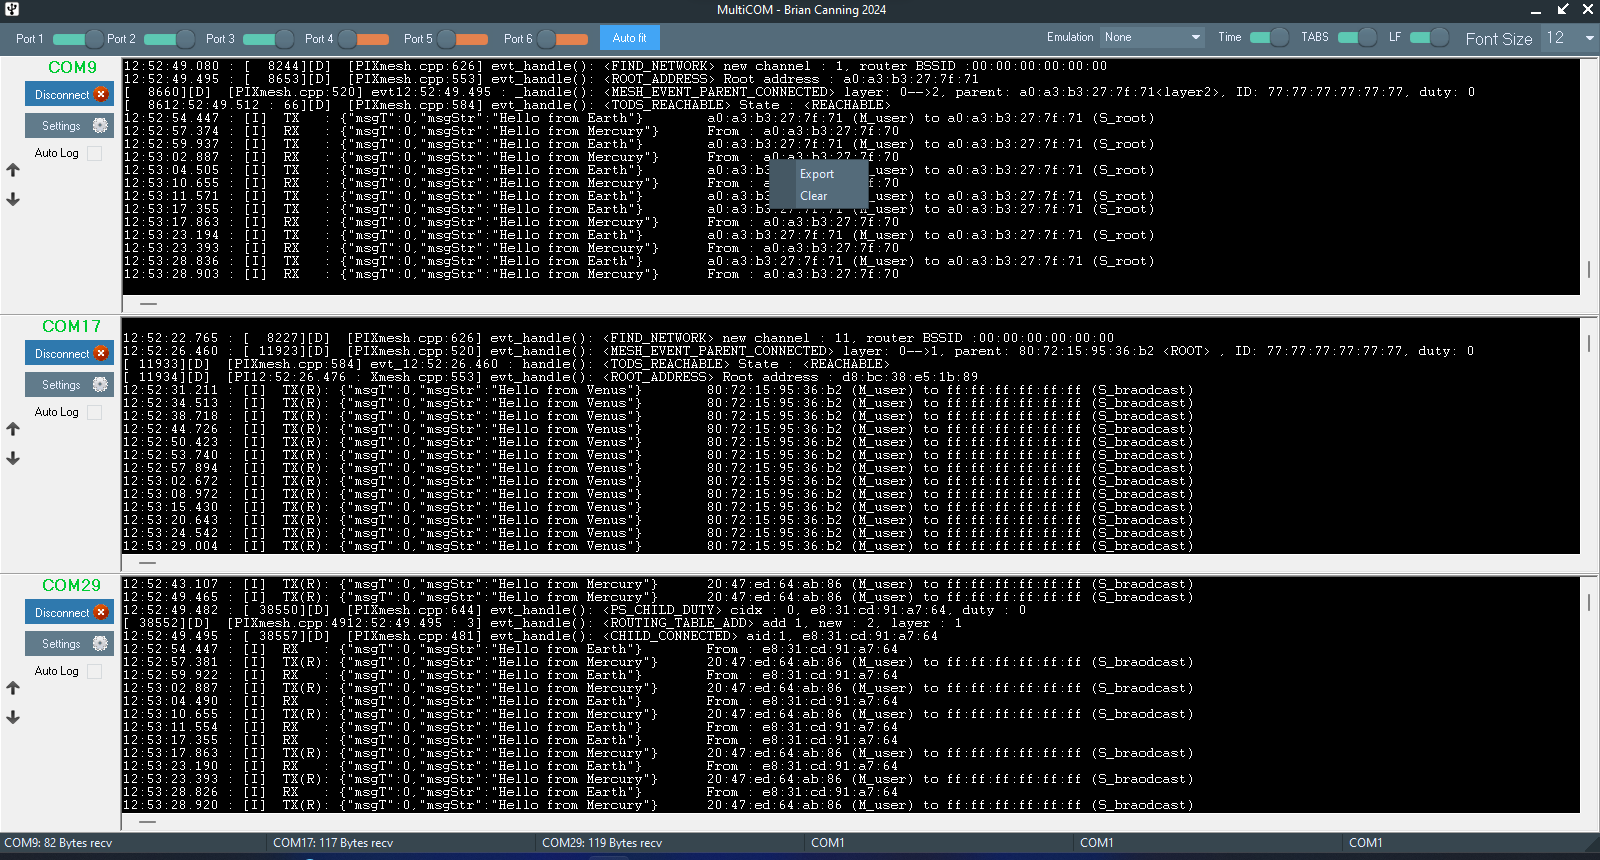 MultiCOM - Brian Canning 2024
Port 1 Port 2 Port 3 Port 4 Port 5 Port 6 Auto fit Emulation None Time TABS LF Font Size 12
COM9
Disconnect
Settings
Auto Log
12:52:49.080 : [  8244][D]  [PIXmesh.cpp:626] evt_handle(): <FIND_NETWORK> new channel : 1, router BSSID :00:00:00:00:00:00
12:52:49.495 : [  8653][D]  [PIXmesh.cpp:553] evt_handle(): <ROOT_ADDRESS> Root address : a0:a3:b3:27:7f:71
[  8660][D]  [PIXmesh.cpp:520] evt12:52:49.495 : _handle(): <MESH_EVENT_PARENT_CONNECTED> layer: 0-->2, parent: a0:a3:b3:27:7f:71<layer2>, ID: 77:77:77:77:77:77, duty: 0
[  8612:52:49.512 : 66][D]  [PIXmesh.cpp:584] evt_handle(): <TODS_REACHABLE> State : <REACHABLE>
12:52:54.447 : [I]  TX   : {"msgT":0,"msgStr":"Hello from Earth"}        a0:a3:b3:27:7f:71 (M_user) to a0:a3:b3:27:7f:71 (S_root)
12:52:57.374 : [I]  RX   : {"msgT":0,"msgStr":"Hello from Mercury"}      From : a0:a3:b3:27:7f:70
12:52:59.937 : [I]  TX   : {"msgT":0,"msgStr":"Hello from Earth"}        a0:a3:b3:27:7f:71 (M_user) to a0:a3:b3:27:7f:71 (S_root)
12:53:02.887 : [I]  RX   : {"msgT":0,"msgStr":"Hello from Mercury"}      From : a0:a3:b3:27:7f:70
12:53:04.505 : [I]  TX   : {"msgT":0,"msgStr":"Hello from Earth"}        a0:a3:b3 M_user) to a0:a3:b3:27:7f:71 (S_root)
12:53:10.655 : [I]  RX   : {"msgT":0,"msgStr":"Hello from Mercury"}      From : a f:70
12:53:11.571 : [I]  TX   : {"msgT":0,"msgStr":"Hello from Earth"}        a0:a3:b3 M_user) to a0:a3:b3:27:7f:71 (S_root)
12:53:17.355 : [I]  TX   : {"msgT":0,"msgStr":"Hello from Earth"}        a0:a3:b3:27:7f:71 (M_user) to a0:a3:b3:27:7f:71 (S_root)
12:53:17.863 : [I]  RX   : {"msgT":0,"msgStr":"Hello from Mercury"}      From : a0:a3:b3:27:7f:70
12:53:23.194 : [I]  TX   : {"msgT":0,"msgStr":"Hello from Earth"}        a0:a3:b3:27:7f:71 (M_user) to a0:a3:b3:27:7f:71 (S_root)
12:53:23.393 : [I]  RX   : {"msgT":0,"msgStr":"Hello from Mercury"}      From : a0:a3:b3:27:7f:70
12:53:28.836 : [I]  TX   : {"msgT":0,"msgStr":"Hello from Earth"}        a0:a3:b3:27:7f:71 (M_user) to a0:a3:b3:27:7f:71 (S_root)
12:53:28.903 : [I]  RX   : {"msgT":0,"msgStr":"Hello from Mercury"}      From : a0:a3:b3:27:7f:70
Export
Clear
COM17
Disconnect
Settings
Auto Log
12:52:22.765 : [  8227][D]  [PIXmesh.cpp:626] evt_handle(): <FIND_NETWORK> new channel : 11, router BSSID :00:00:00:00:00:00
12:52:26.460 : [ 11923][D]  [PIXmesh.cpp:520] evt_handle(): <MESH_EVENT_PARENT_CONNECTED> layer: 0-->1, parent: 80:72:15:95:36:b2 <ROOT> , ID: 77:77:77:77:77:77, duty: 0
[ 11933][D]  [PIXmesh.cpp:584] evt_12:52:26.460 : handle(): <TODS_REACHABLE> State : <REACHABLE>
[ 11934][D]  [PI12:52:26.476 : Xmesh.cpp:553] evt_handle(): <ROOT_ADDRESS> Root address : d8:bc:38:e5:1b:89
12:52:31.211 : [I]  TX(R): {"msgT":0,"msgStr":"Hello from Venus"}        80:72:15:95:36:b2 (M_user) to ff:ff:ff:ff:ff:ff (S_braodcast)
12:52:34.513 : [I]  TX(R): {"msgT":0,"msgStr":"Hello from Venus"}        80:72:15:95:36:b2 (M_user) to ff:ff:ff:ff:ff:ff (S_braodcast)
12:52:38.718 : [I]  TX(R): {"msgT":0,"msgStr":"Hello from Venus"}        80:72:15:95:36:b2 (M_user) to ff:ff:ff:ff:ff:ff (S_braodcast)
12:52:44.726 : [I]  TX(R): {"msgT":0,"msgStr":"Hello from Venus"}        80:72:15:95:36:b2 (M_user) to ff:ff:ff:ff:ff:ff (S_braodcast)
12:52:50.423 : [I]  TX(R): {"msgT":0,"msgStr":"Hello from Venus"}        80:72:15:95:36:b2 (M_user) to ff:ff:ff:ff:ff:ff (S_braodcast)
12:52:53.740 : [I]  TX(R): {"msgT":0,"msgStr":"Hello from Venus"}        80:72:15:95:36:b2 (M_user) to ff:ff:ff:ff:ff:ff (S_braodcast)
12:52:57.894 : [I]  TX(R): {"msgT":0,"msgStr":"Hello from Venus"}        80:72:15:95:36:b2 (M_user) to ff:ff:ff:ff:ff:ff (S_braodcast)
12:53:02.672 : [I]  TX(R): {"msgT":0,"msgStr":"Hello from Venus"}        80:72:15:95:36:b2 (M_user) to ff:ff:ff:ff:ff:ff (S_braodcast)
12:53:08.972 : [I]  TX(R): {"msgT":0,"msgStr":"Hello from Venus"}        80:72:15:95:36:b2 (M_user) to ff:ff:ff:ff:ff:ff (S_braodcast)
12:53:15.430 : [I]  TX(R): {"msgT":0,"msgStr":"Hello from Venus"}        80:72:15:95:36:b2 (M_user) to ff:ff:ff:ff:ff:ff (S_braodcast)
12:53:20.643 : [I]  TX(R): {"msgT":0,"msgStr":"Hello from Venus"}        80:72:15:95:36:b2 (M_user) to ff:ff:ff:ff:ff:ff (S_braodcast)
12:53:24.542 : [I]  TX(R): {"msgT":0,"msgStr":"Hello from Venus"}        80:72:15:95:36:b2 (M_user) to ff:ff:ff:ff:ff:ff (S_braodcast)
12:53:29.004 : [I]  TX(R): {"msgT":0,"msgStr":"Hello from Venus"}        80:72:15:95:36:b2 (M_user) to ff:ff:ff:ff:ff:ff (S_braodcast)
COM29
Disconnect
Settings
Auto Log
12:52:43.107 : [I]  TX(R): {"msgT":0,"msgStr":"Hello from Mercury"}      20:47:ed:64:ab:86 (M_user) to ff:ff:ff:ff:ff:ff (S_braodcast)
12:52:49.465 : [I]  TX(R): {"msgT":0,"msgStr":"Hello from Mercury"}      20:47:ed:64:ab:86 (M_user) to ff:ff:ff:ff:ff:ff (S_braodcast)
12:52:49.482 : [ 38550][D]  [PIXmesh.cpp:644] evt_handle(): <PS_CHILD_DUTY> cidx : 0, e8:31:cd:91:a7:64, duty : 0
[ 38552][D]  [PIXmesh.cpp:4912:52:49.495 : 3] evt_handle(): <ROUTING_TABLE_ADD> add 1, new : 2, layer : 1
12:52:49.495 : [ 38557][D]  [PIXmesh.cpp:481] evt_handle(): <CHILD_CONNECTED> aid:1, e8:31:cd:91:a7:64
12:52:54.447 : [I]  RX   : {"msgT":0,"msgStr":"Hello from Earth"}        From : e8:31:cd:91:a7:64
12:52:57.381 : [I]  TX(R): {"msgT":0,"msgStr":"Hello from Mercury"}      20:47:ed:64:ab:86 (M_user) to ff:ff:ff:ff:ff:ff (S_braodcast)
12:52:59.922 : [I]  RX   : {"msgT":0,"msgStr":"Hello from Earth"}        From : e8:31:cd:91:a7:64
12:53:02.887 : [I]  TX(R): {"msgT":0,"msgStr":"Hello from Mercury"}      20:47:ed:64:ab:86 (M_user) to ff:ff:ff:ff:ff:ff (S_braodcast)
12:53:04.490 : [I]  RX   : {"msgT":0,"msgStr":"Hello from Earth"}        From : e8:31:cd:91:a7:64
12:53:10.655 : [I]  TX(R): {"msgT":0,"msgStr":"Hello from Mercury"}      20:47:ed:64:ab:86 (M_user) to ff:ff:ff:ff:ff:ff (S_braodcast)
12:53:11.554 : [I]  RX   : {"msgT":0,"msgStr":"Hello from Earth"}        From : e8:31:cd:91:a7:64
12:53:17.355 : [I]  RX   : {"msgT":0,"msgStr":"Hello from Earth"}        From : e8:31:cd:91:a7:64
12:53:17.863 : [I]  TX(R): {"msgT":0,"msgStr":"Hello from Mercury"}      20:47:ed:64:ab:86 (M_user) to ff:ff:ff:ff:ff:ff (S_braodcast)
12:53:23.190 : [I]  RX   : {"msgT":0,"msgStr":"Hello from Earth"}        From : e8:31:cd:91:a7:64
12:53:23.393 : [I]  TX(R): {"msgT":0,"msgStr":"Hello from Mercury"}      20:47:ed:64:ab:86 (M_user) to ff:ff:ff:ff:ff:ff (S_braodcast)
12:53:28.826 : [I]  RX   : {"msgT":0,"msgStr":"Hello from Earth"}        From : e8:31:cd:91:a7:64
12:53:28.920 : [I]  TX(R): {"msgT":0,"msgStr":"Hello from Mercury"}      20:47:ed:64:ab:86 (M_user) to ff:ff:ff:ff:ff:ff (S_braodcast)
COM9: 82 Bytes recv COM17: 117 Bytes recv COM29: 119 Bytes recv COM1 COM1 COM1